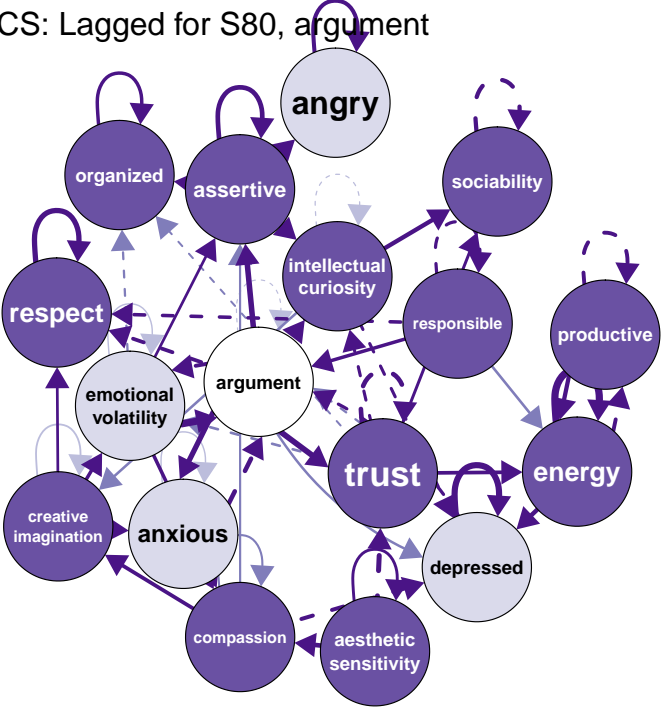 CS: Lagged for S80, argument
angry
organized
assertive
sociability
intellectual
curiosity
respect
responsible
productive
emotional
volatility
argument
trust
energy
creative
imagination
anxious
depressed
compassion
aesthetic
sensitivity